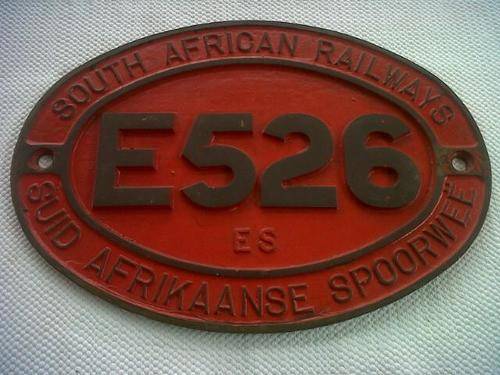 SOUTH AFRICAN RAILWAYS
E526
ES
SUID AFRIKAANSE SPOORWEË